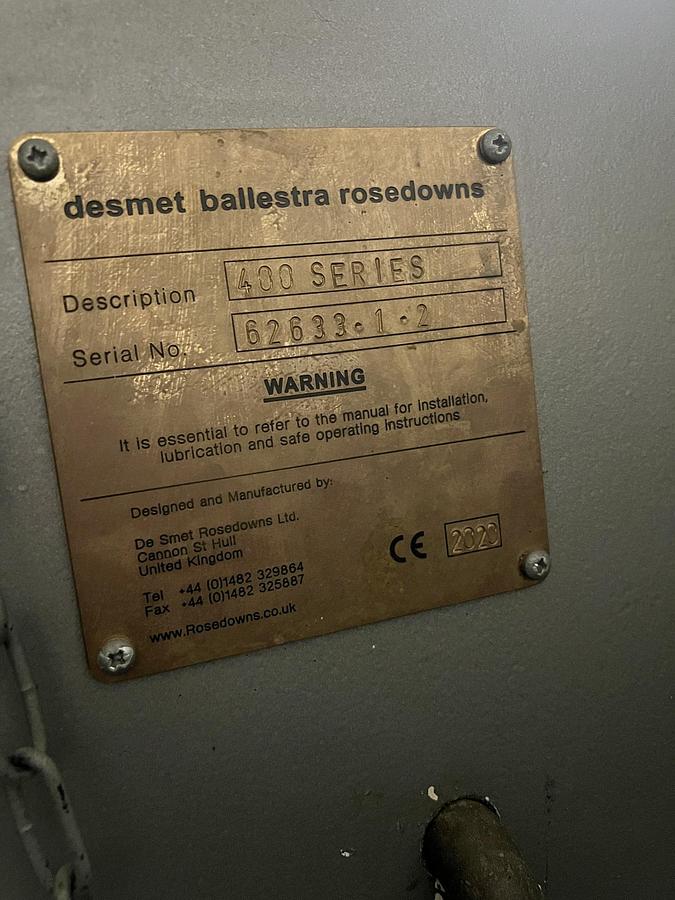 desmet ballestra rosedowns
Description 400 SERIES
Serial No. 62633-1-2
WARNING
It is essential to refer to the manual for installation,
lubrication and safe operating instructions
Designed and Manufactured by:
De Smet Rosedowns Ltd.
Cannon St Hull
United Kingdom
CE 2020
Tel +44 (0)1482 329864
Fax +44 (0)1482 325887
www.Rosedowns.co.uk